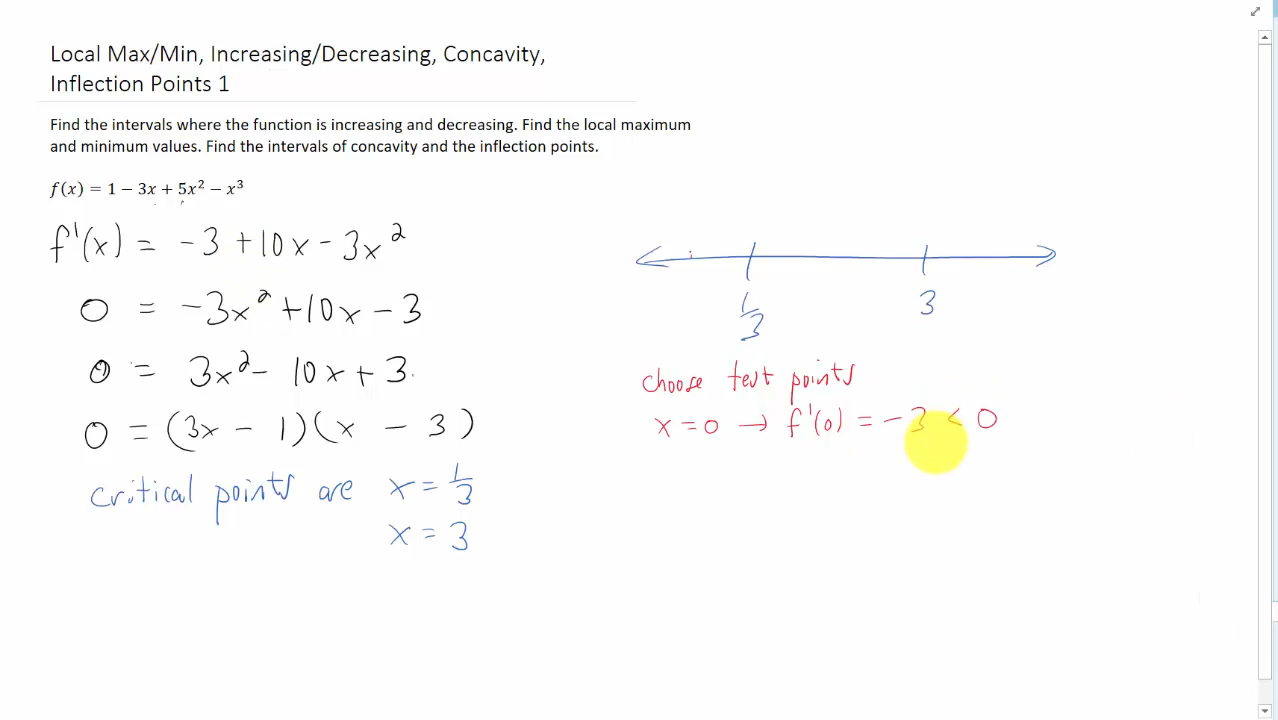 Local Max/Min, Increasing/Decreasing, Concavity,
Inflection Points 1
Find the intervals where the function is increasing and decreasing. Find the local maximum
and minimum values. Find the intervals of concavity and the inflection points.
f(x) = 1 − 3x + 5x² − x³
f'(x) = -3 + 10x - 3x²
0 = -3x² + 10x - 3
0 = 3x² - 10x + 3
0 = (3x - 1)(x - 3)
critical points are x = 1/3
x = 3
1/3 3
choose test points
x = 0 → f'(0) = -3 < 0